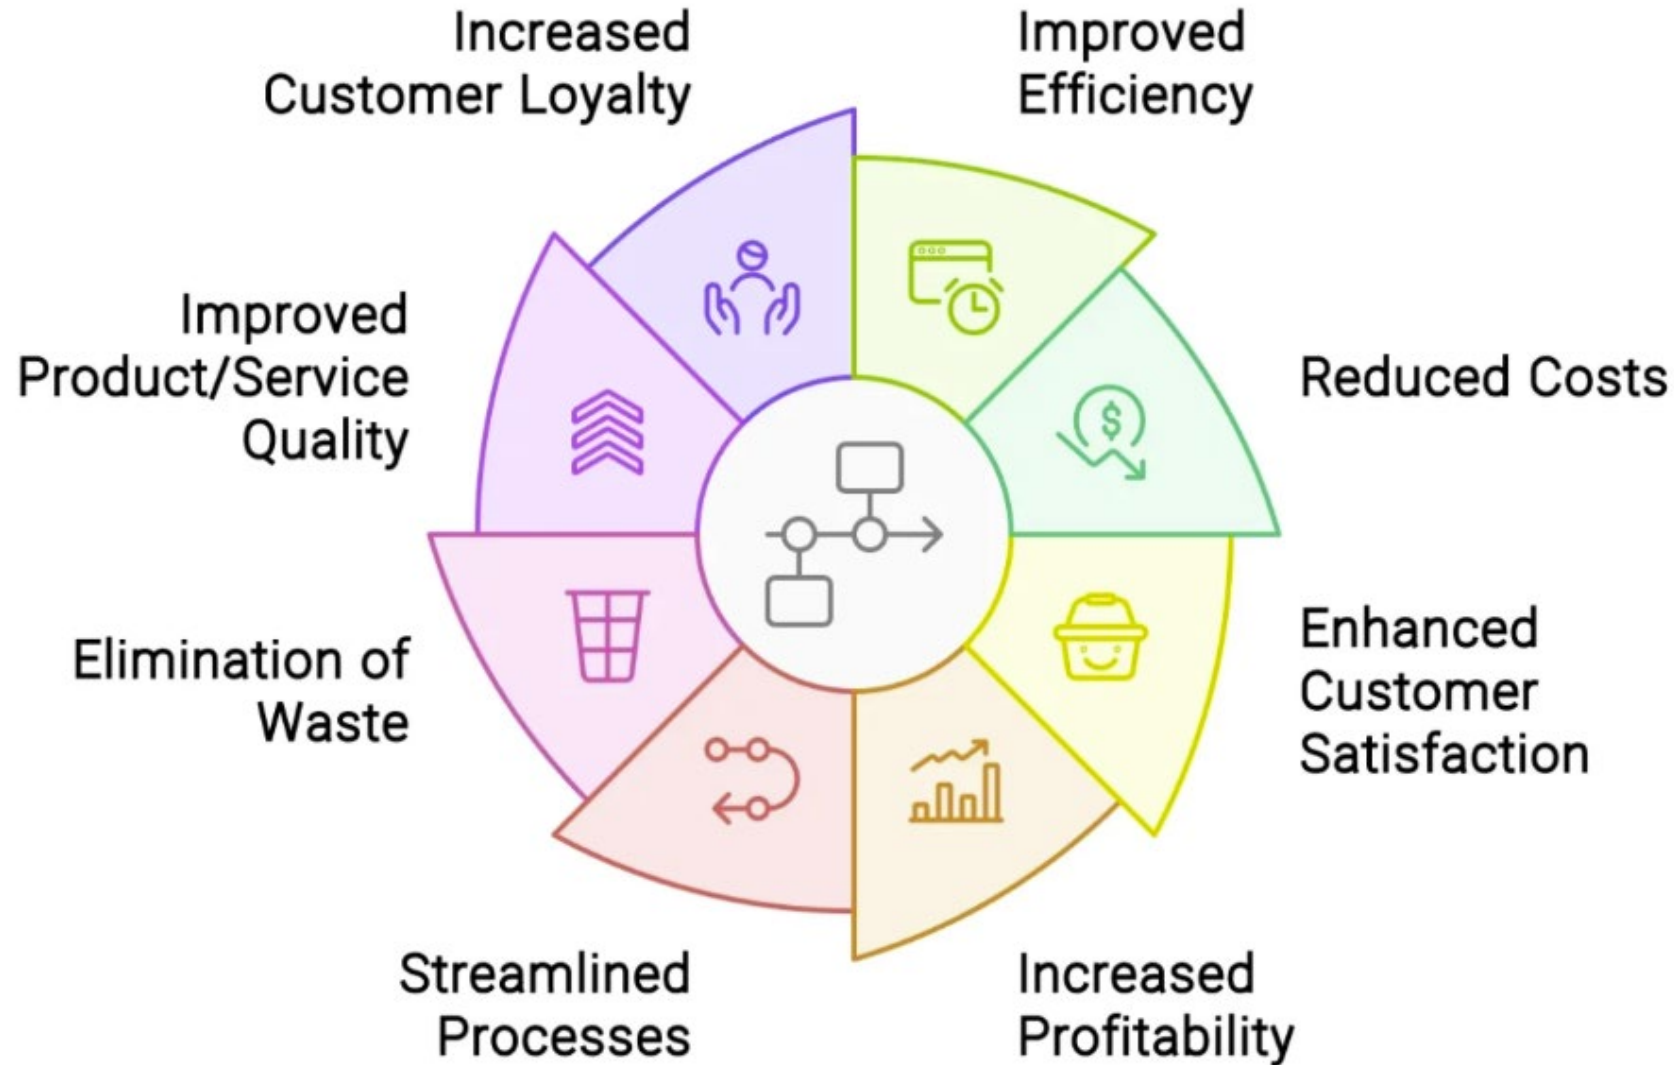 Increased
Customer Loyalty
Improved
Efficiency
Reduced Costs
Enhanced
Customer
Satisfaction
Increased
Profitability
Streamlined
Processes
Elimination of
Waste
Improved
Product/Service
Quality
$